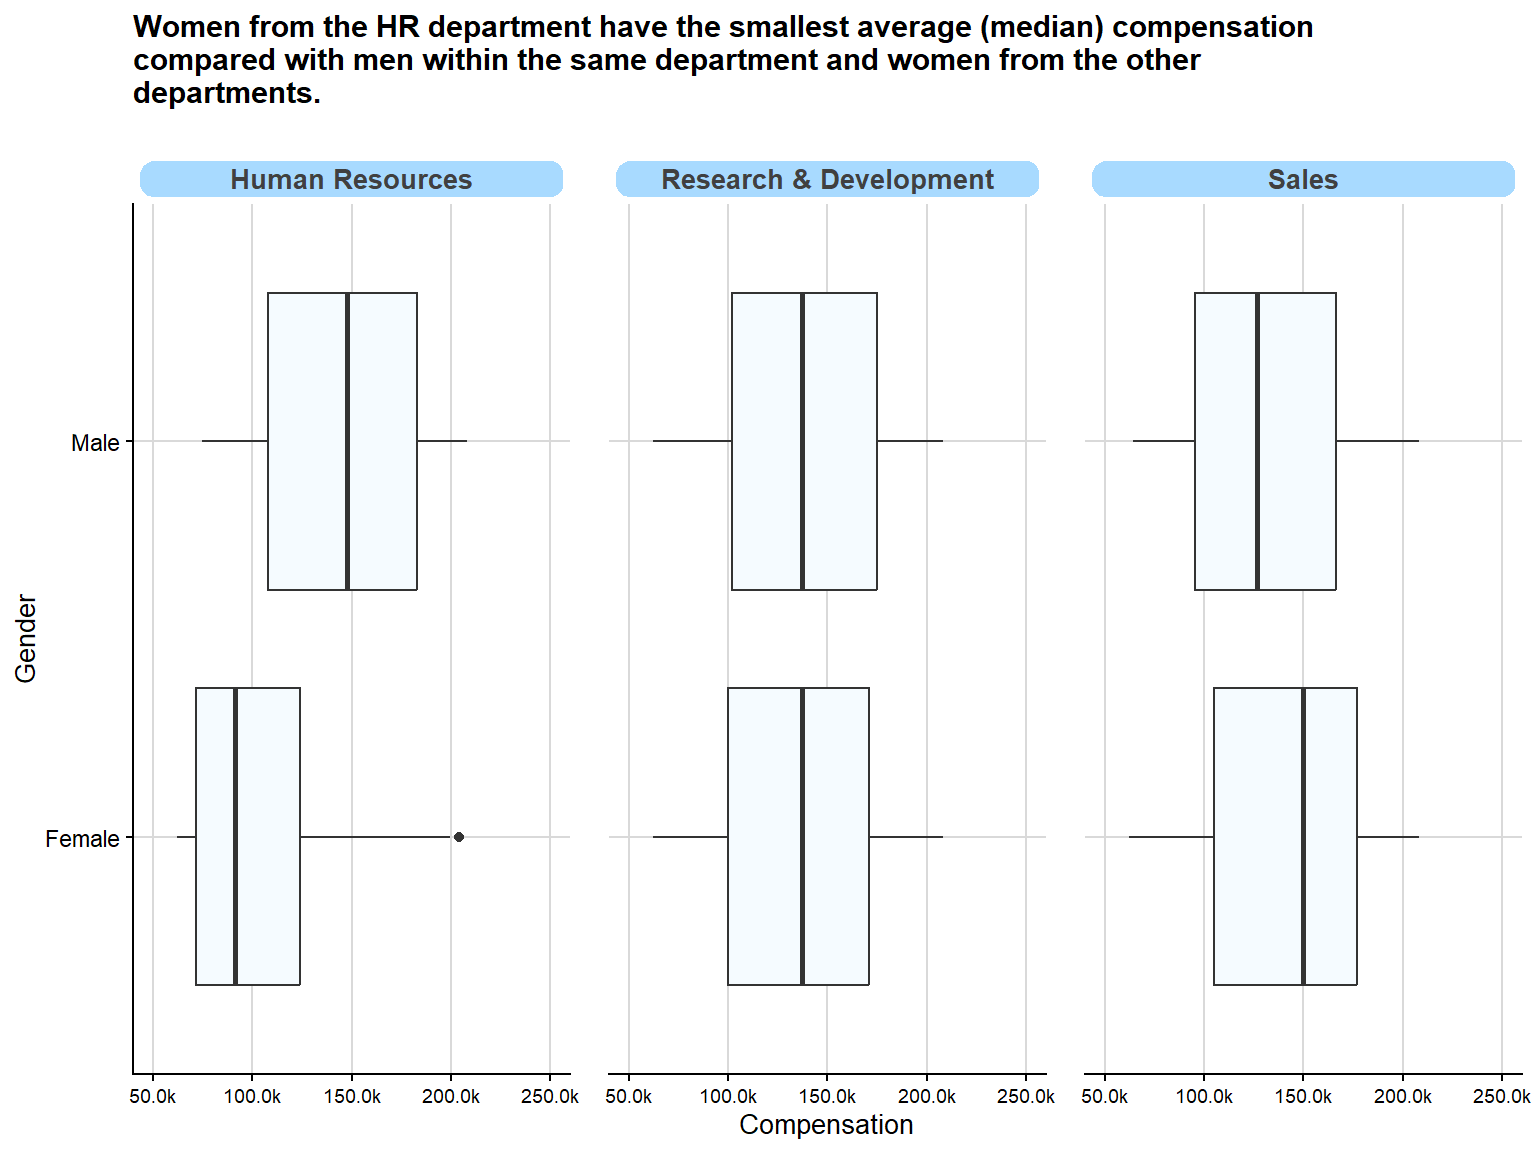 Women from the HR department have the smallest average (median) compensation
compared with men within the same department and women from the other
departments.
Human Resources
Research & Development
Sales
Gender
Male
Female
50.0k 100.0k 150.0k 200.0k 250.0k
50.0k 100.0k 150.0k 200.0k 250.0k
50.0k 100.0k 150.0k 200.0k 250.0k
Compensation